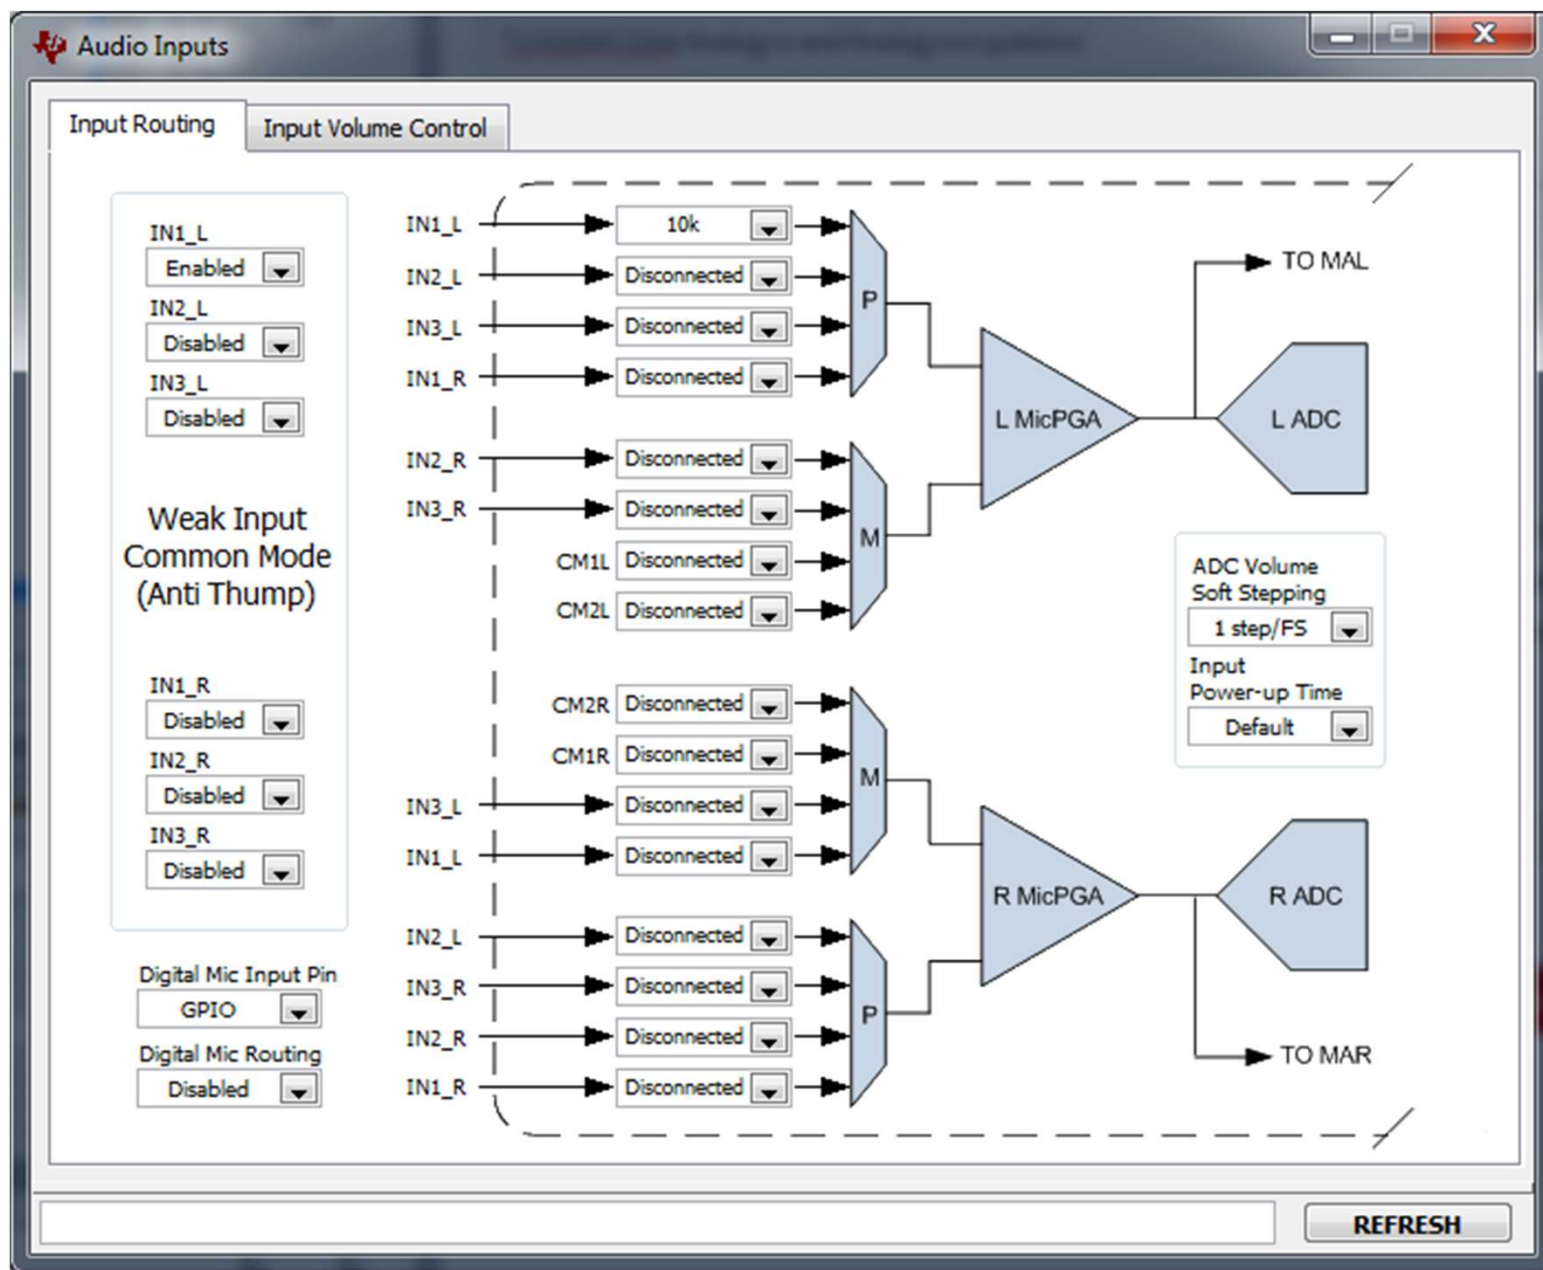 Audio Inputs
Input Routing
Input Volume Control
IN1_L
Enabled
IN2_L
Disabled
IN3_L
Disabled
Weak Input
Common Mode
(Anti Thump)
IN1_R
Disabled
IN2_R
Disabled
IN3_R
Disabled
Digital Mic Input Pin
GPIO
Digital Mic Routing
Disabled
IN1_L 10k
IN2_L Disconnected
IN3_L Disconnected
IN1_R Disconnected
P
IN2_R Disconnected
IN3_R Disconnected
CM1L Disconnected
CM2L Disconnected
M
L MicPGA
TO MAL
L ADC
ADC Volume
Soft Stepping
1 step/FS
Input
Power-up Time
Default
CM2R Disconnected
CM1R Disconnected
IN3_L Disconnected
IN1_L Disconnected
M
IN2_L Disconnected
IN3_R Disconnected
IN2_R Disconnected
IN1_R Disconnected
P
R MicPGA
R ADC
TO MAR
REFRESH